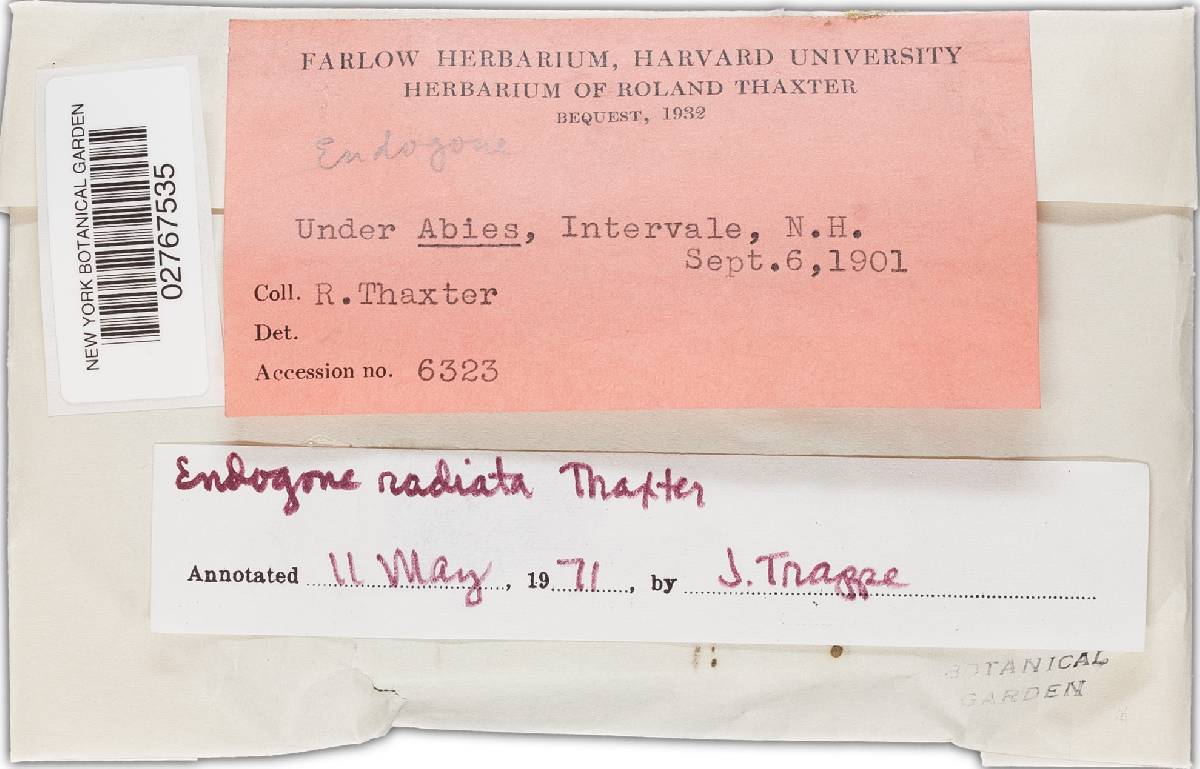 FARLOW HERBARIUM, HARVARD UNIVERSITY
HERBARIUM OF ROLAND THAXTER
BEQUEST, 1932
Endogone
Under Abies, Intervale, N.H.
Sept.6,1901
Coll. R.Thaxter
Det.
Accession no. 6323
NEW YORK BOTANICAL GARDEN
02767535
Endogone radiata Thaxter
Annotated 11 May, 1971, by J. Trappe
BOTANICAL
GARDEN